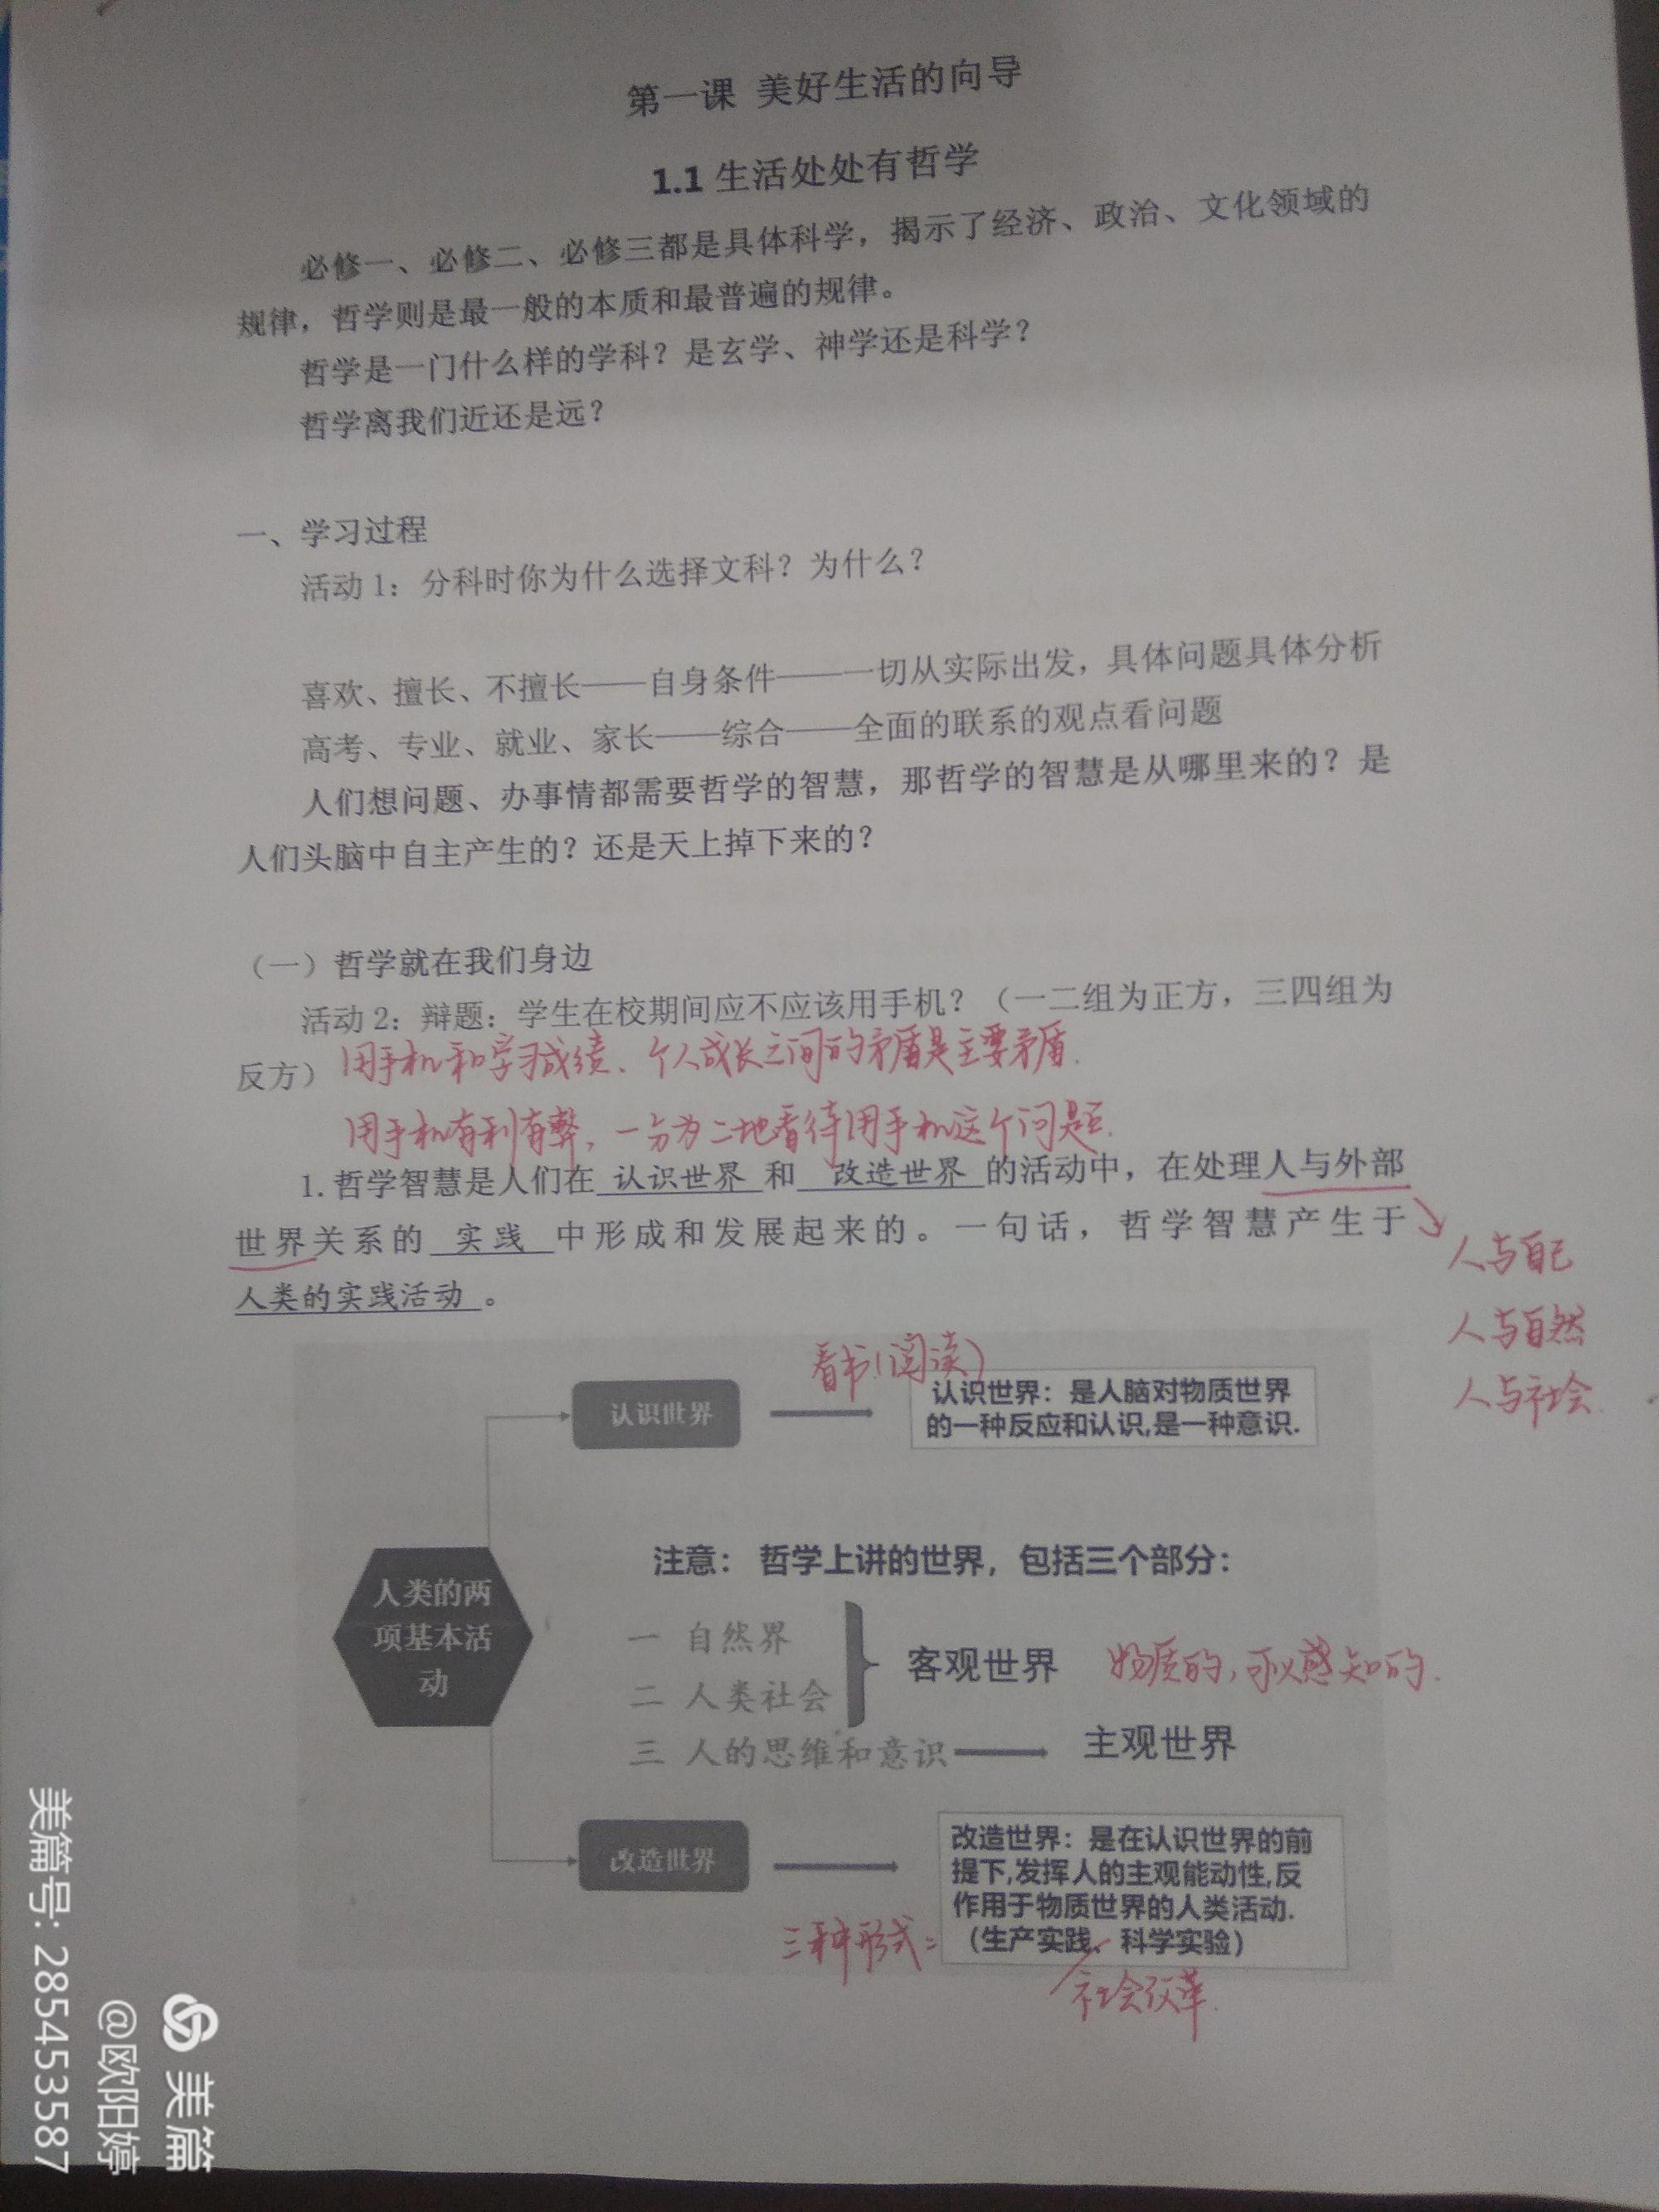 第一课 美好生活的向导
1.1 生活处处有哲学
必修一、必修二、必修三都是具体科学，揭示了经济、政治、文化领域的
规律，哲学则是最一般的本质和最普遍的规律。
哲学是一门什么样的学科？是玄学、神学还是科学？
哲学离我们近还是远？
一、学习过程
活动1：分科时你为什么选择文科？为什么？
喜欢、擅长、不擅长——自身条件——一切从实际出发，具体问题具体分析
高考、专业、就业、家长——综合——全面的联系的观点看问题
人们想问题、办事情都需要哲学的智慧，那哲学的智慧是从哪里来的？是
人们头脑中自主产生的？还是天上掉下来的？
（一）哲学就在我们身边
活动2：辩题：学生在校期间应不应该用手机？（一二组为正方，三四组为
反方）用手机和学习成绩、个人成长之间的矛盾是主要矛盾.
用手机有利有弊，一分为二地看待用手机这个问题.
1.哲学智慧是人们在 认识世界 和 改造世界 的活动中，在处理人与外部
世界关系的 实践 中形成和发展起来的。一句话，哲学智慧产生于
人类的实践活动 。
人与自己
人与自然
人与社会.
看书(阅读)
认识世界
认识世界：是人脑对物质世界
的一种反应和认识,是一种意识.
注意：哲学上讲的世界，包括三个部分：
人类的两
项基本活
动
一 自然界
二 人类社会
客观世界 物质的，可以感知的.
三 人的思维和意识
主观世界
改造世界
改造世界：是在认识世界的前
提下,发挥人的主观能动性,反
作用于物质世界的人类活动.
（生产实践、科学实验）
三种形式：
社会改革.
美篇
@欧阳婷
美篇号: 285453587